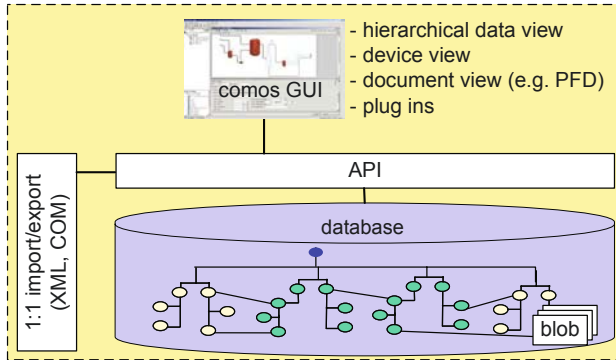 - hierarchical data view
- device view
- document view (e.g. PFD)
- plug ins
comos GUI
API
1:1 import/export
(XML, COM)
database
blob